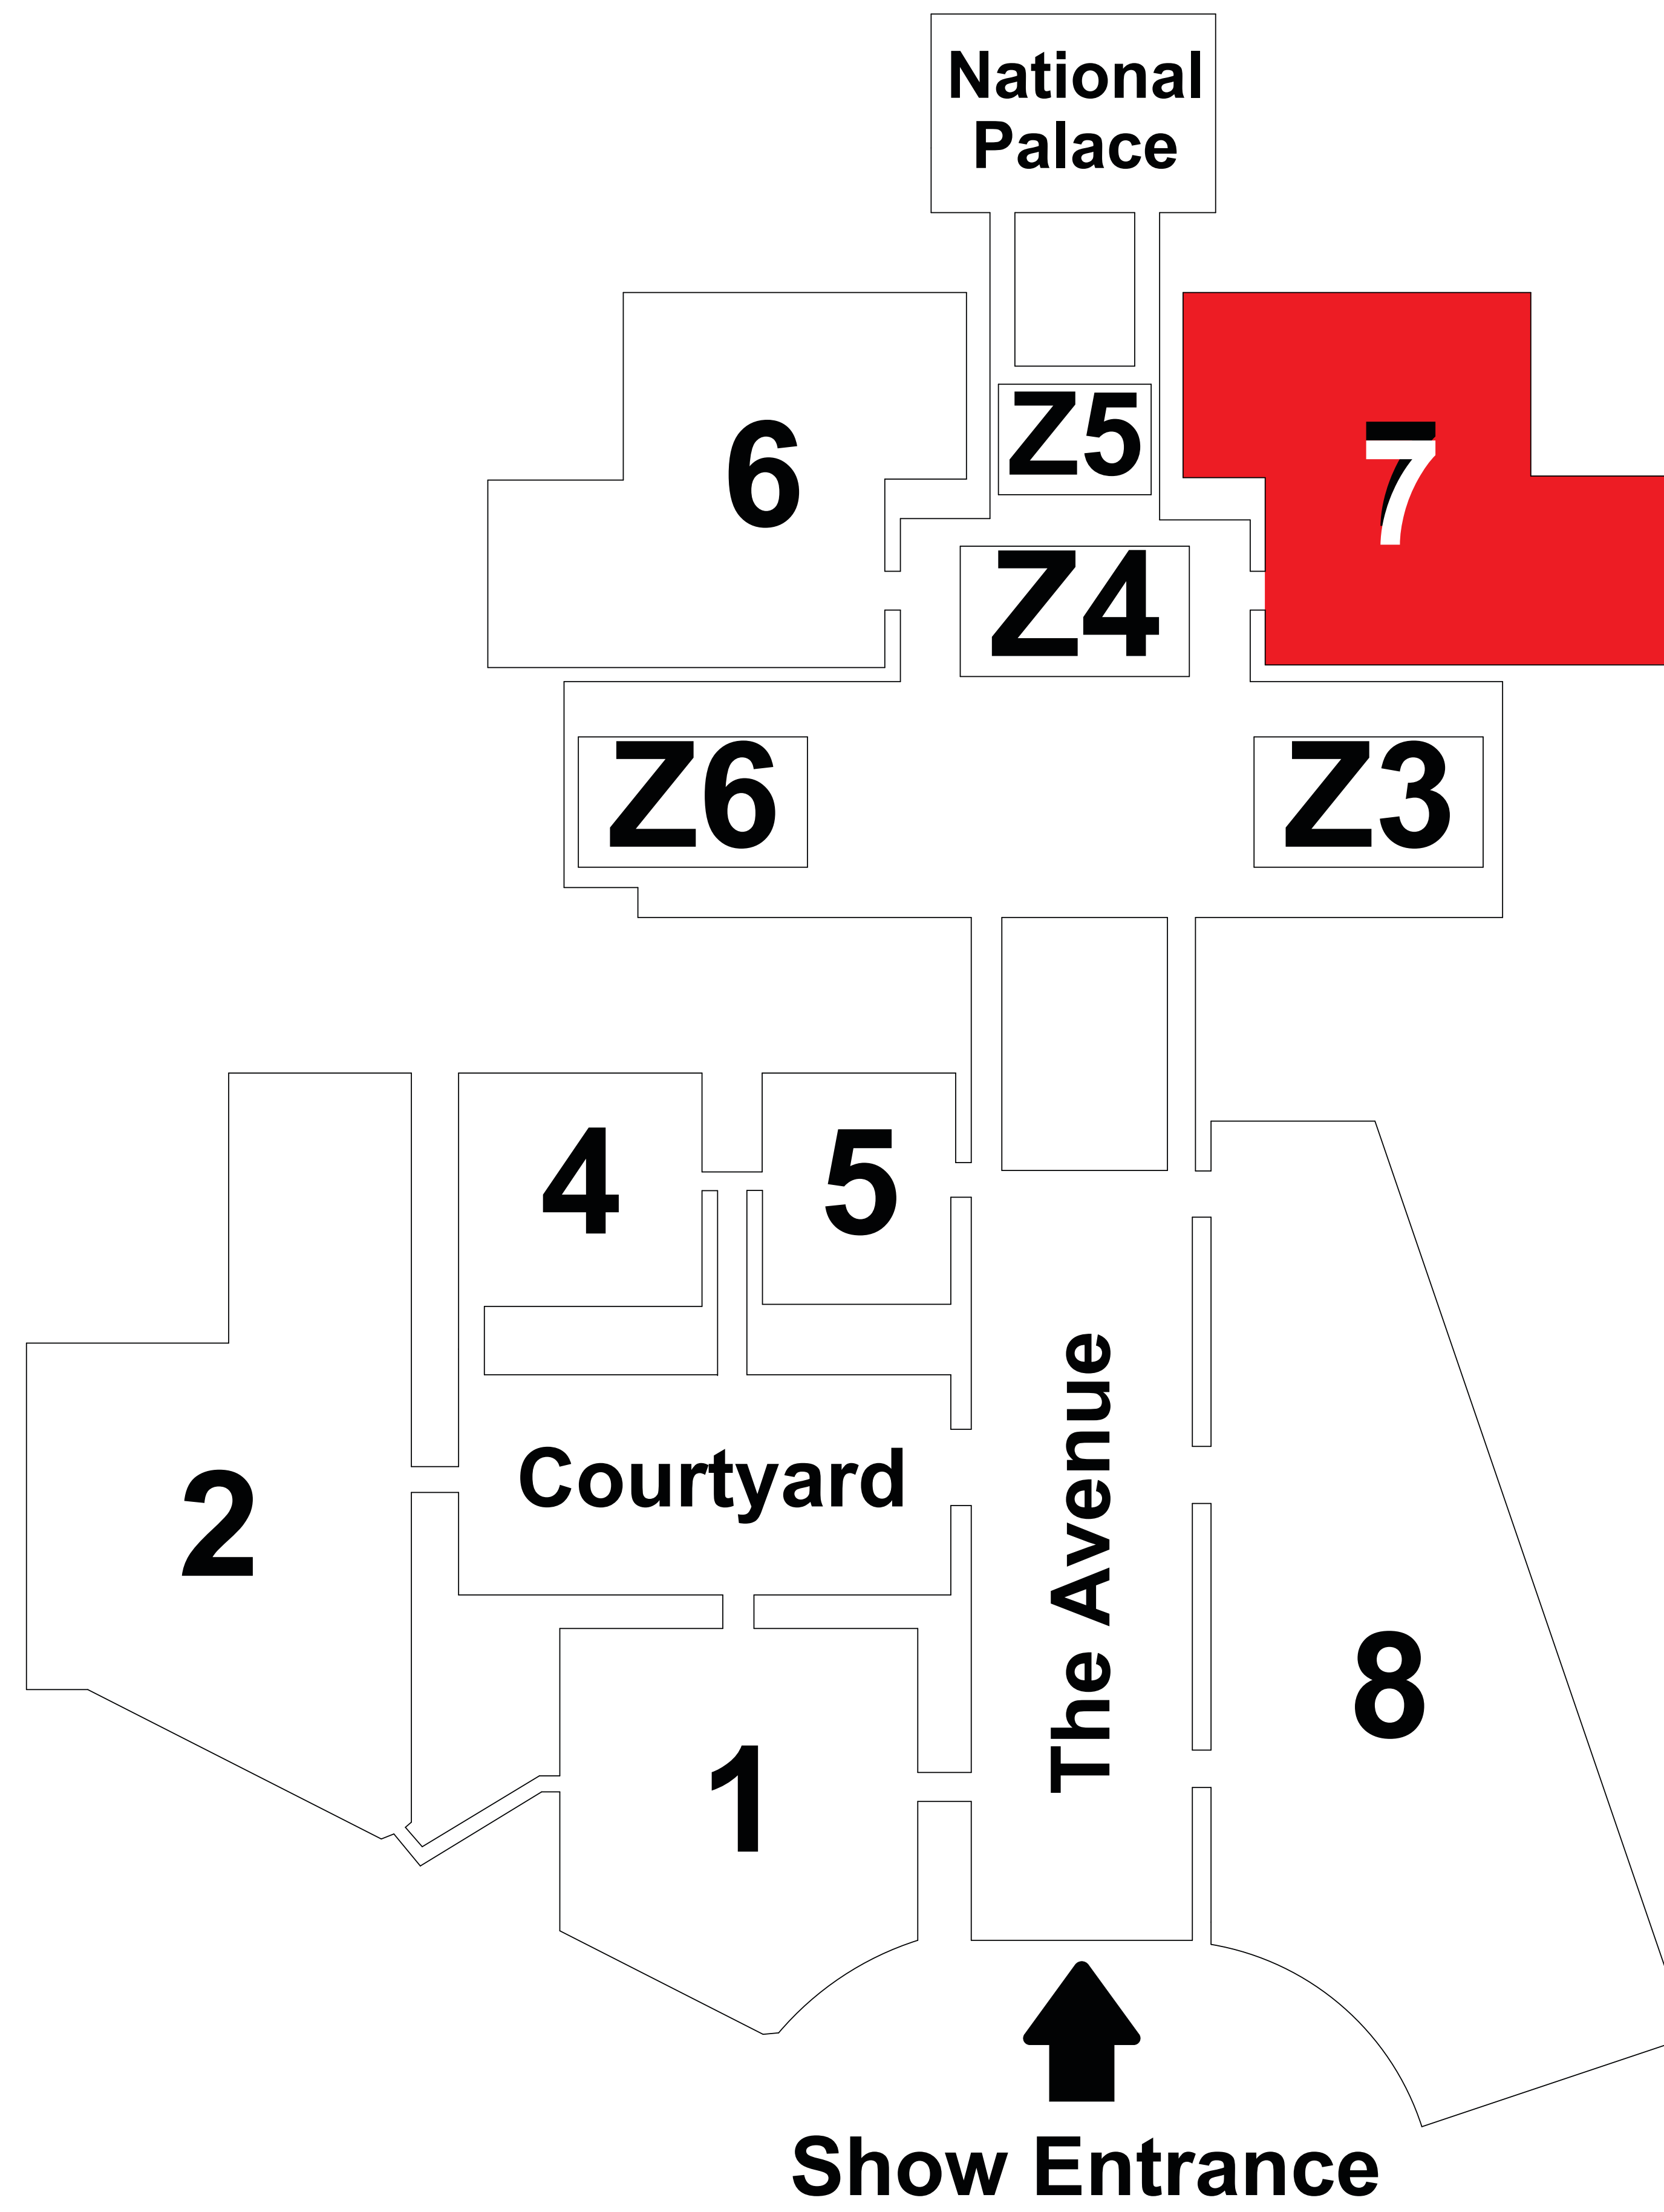 National
Palace
Z5
6
7
Z4
Z6
Z3
4
5
Courtyard
The Avenue
2
8
1
Show Entrance